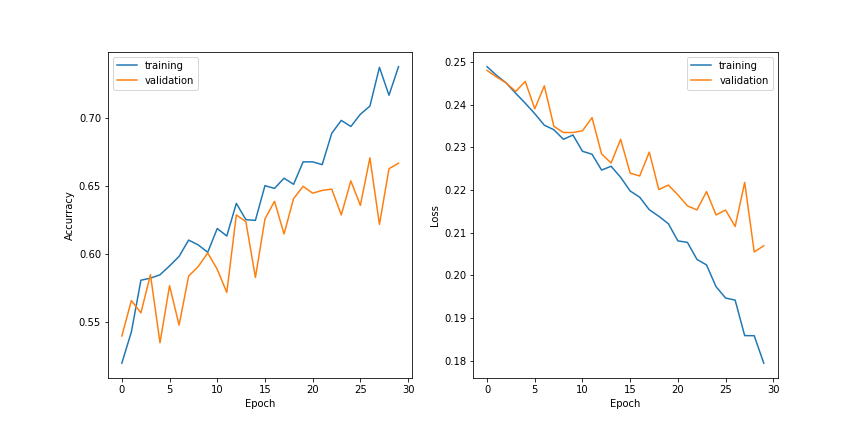 training
validation
0.70
0.65
0.60
0.55
Accurracy
0 5 10 15 20 25 30
Epoch
training
validation
0.25
0.24
0.23
0.22
0.21
0.20
0.19
0.18
Loss
0 5 10 15 20 25 30
Epoch